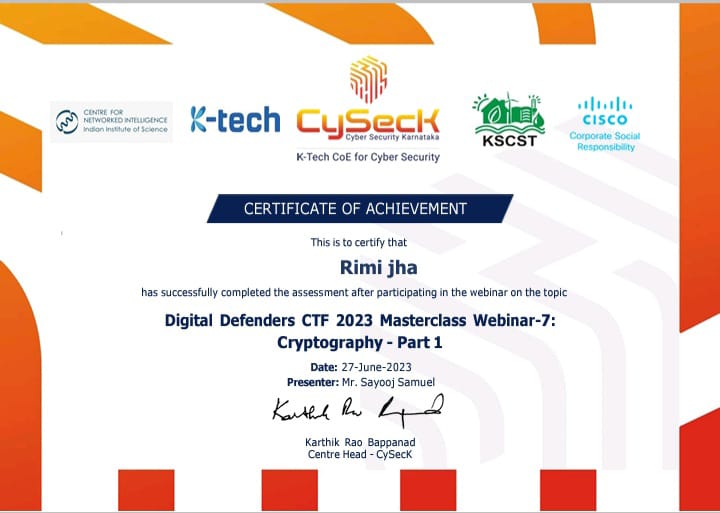 CENTRE FOR
NETWORKED INTELLIGENCE
Indian Institute of Science
K-tech
CySecK
Cyber Security Karnataka
K-Tech CoE for Cyber Security
KSCST
CISCO
Corporate Social
Responsibility
CERTIFICATE OF ACHIEVEMENT
This is to certify that
Rimi jha
has successfully completed the assessment after participating in the webinar on the topic
Digital Defenders CTF 2023 Masterclass Webinar-7:
Cryptography - Part 1
Date: 27-June-2023
Presenter: Mr. Sayooj Samuel
Karthik Rao Bappanad
Centre Head - CySecK